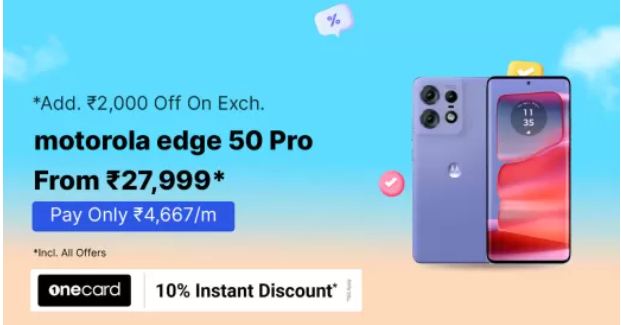 %
*Add. ₹2,000 Off On Exch.
motorola edge 50 Pro
From ₹27,999*
Pay Only ₹4,667/m
*Incl. All Offers
onecard
10% Instant Discount*
11
35